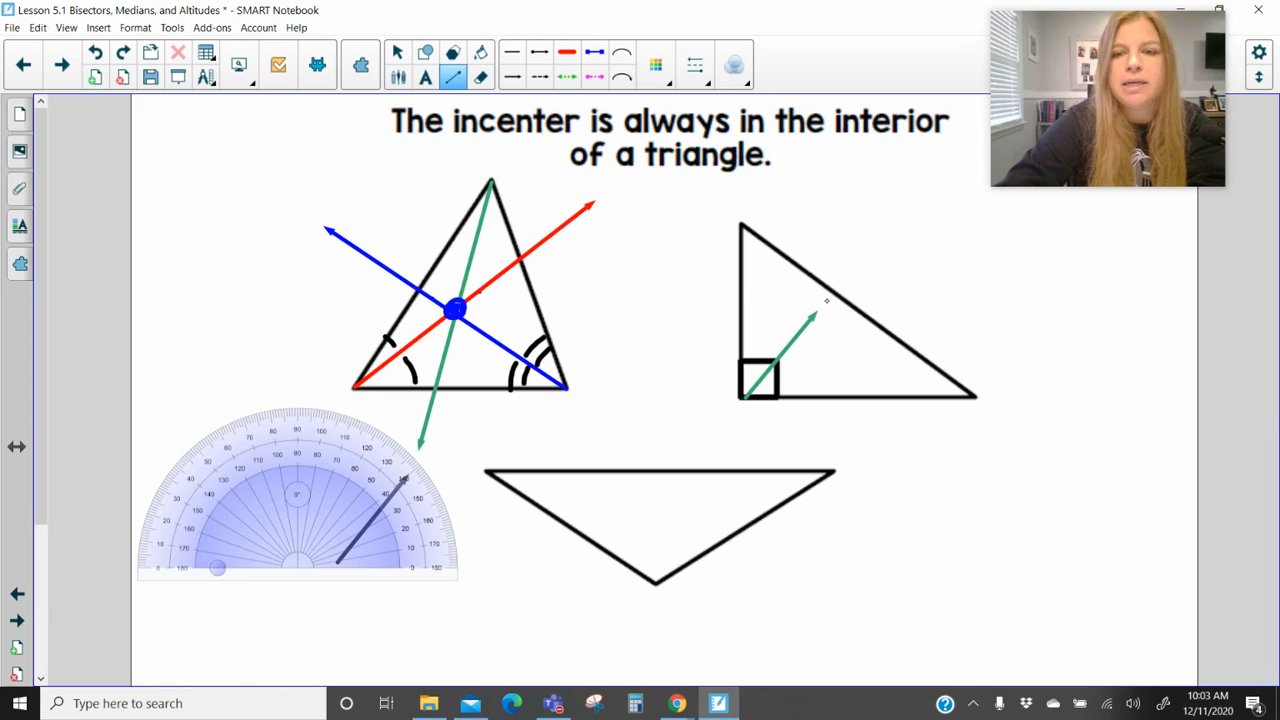 Lesson 5.1 Bisectors, Medians, and Altitudes * - SMART Notebook
File Edit View Insert Format Tools Add-ons Account Help
The incenter is always in the interior
of a triangle.
0°
Type here to search
10:03 AM
12/11/2020
4